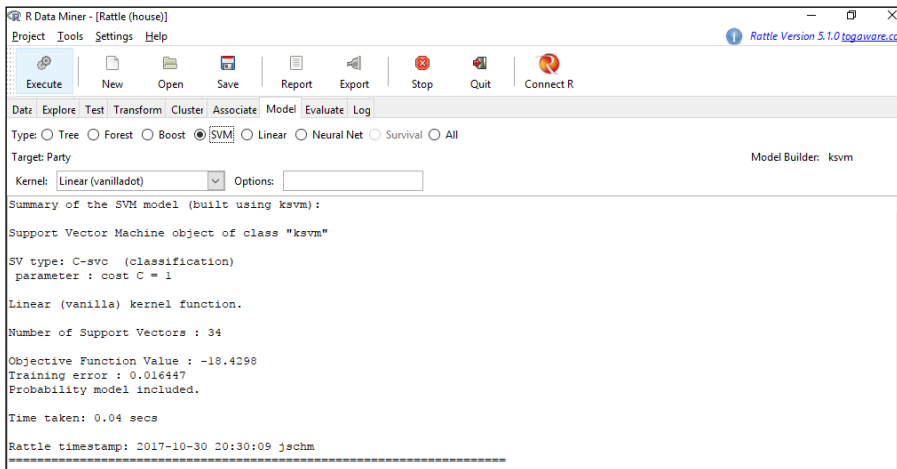 R Data Miner - [Rattle (house)]
Project Tools Settings Help
Rattle Version 5.1.0 togaware.co
Execute New Open Save Report Export Stop Quit Connect R
Data Explore Test Transform Cluster Associate Model Evaluate Log
Type: Tree Forest Boost SVM Linear Neural Net Survival All
Target: Party Model Builder: ksvm
Kernel: Linear (vanilladot) Options:
Summary of the SVM model (built using ksvm):
Support Vector Machine object of class "ksvm"
SV type: C-svc (classification)
parameter : cost C = 1
Linear (vanilla) kernel function.
Number of Support Vectors : 34
Objective Function Value : -18.4298
Training error : 0.016447
Probability model included.
Time taken: 0.04 secs
Rattle timestamp: 2017-10-30 20:30:09 jschm
======================================================================